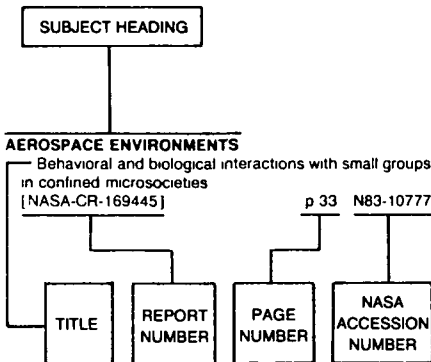 SUBJECT HEADING
AEROSPACE ENVIRONMENTS
Behavioral and biological interactions with small groups
in confined microsocieties
[NASA-CR-169445] p 33 N83-10777
TITLE
REPORT
NUMBER
PAGE
NUMBER
NASA
ACCESSION
NUMBER